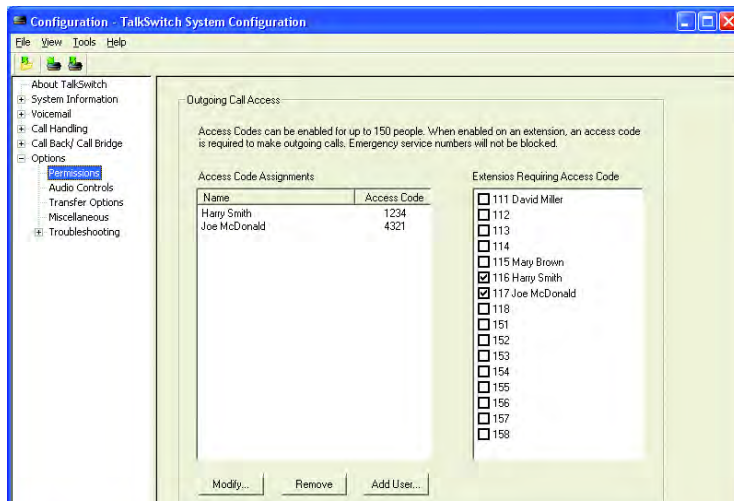 Configuration - TalkSwitch System Configuration
File View Tools Help
About TalkSwitch
System Information
Voicemail
Call Handling
Call Back/ Call Bridge
Options
Permissions
Audio Controls
Transfer Options
Miscellaneous
Troubleshooting
Outgoing Call Access
Access Codes can be enabled for up to 150 people. When enabled on an extension, an access code
is required to make outgoing calls. Emergency service numbers will not be blocked.
Access Code Assignments
Name Access Code
Harry Smith 1234
Joe McDonald 4321
Modify... Remove Add User...
Extensios Requiring Access Code
111 David Miller
112
113
114
115 Mary Brown
116 Harry Smith
117 Joe McDonald
118
151
152
153
154
155
156
157
158